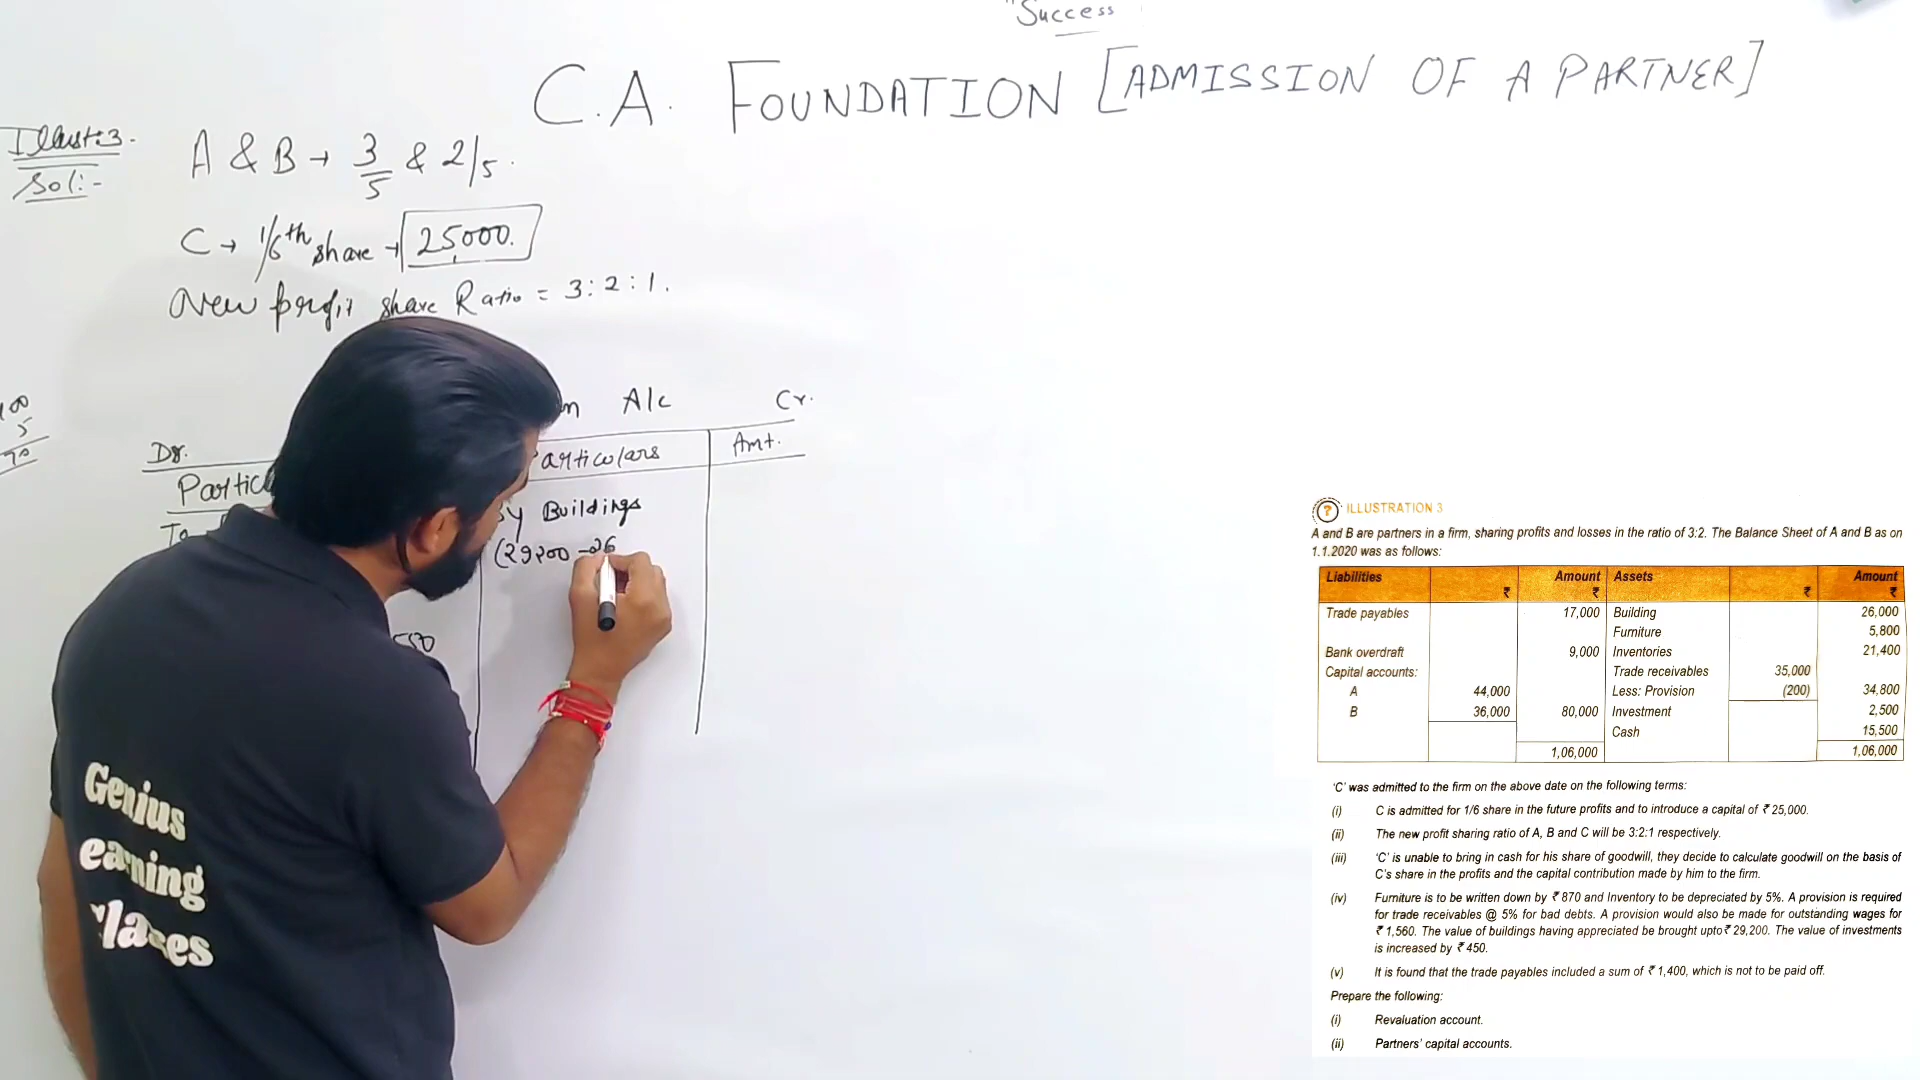 "Success
C.A. FOUNDATION [ADMISSION OF A PARTNER]
Illust:3.
Sol:-
A & B → 3/5 & 2/5.
C → 1/6th share → 25,000.
New profit share Ratio = 3:2:1.
A/c
Cr.
Dr.
Particulars
Amt.
Partic
To
By Buildings
(29200 - 26
Genius
earning
lasses
? ILLUSTRATION 3
A and B are partners in a firm, sharing profits and losses in the ratio of 3:2. The Balance Sheet of A and B as on
1.1.2020 was as follows:
Liabilities ₹ Amount ₹ Assets ₹ Amount ₹
Trade payables 17,000 Building 26,000
Furniture 5,800
Bank overdraft 9,000 Inventories 21,400
Capital accounts: Trade receivables 35,000
A 44,000 Less: Provision (200) 34,800
B 36,000 80,000 Investment 2,500
Cash 15,500
1,06,000 1,06,000
'C' was admitted to the firm on the above date on the following terms:
(i) C is admitted for 1/6 share in the future profits and to introduce a capital of ₹ 25,000.
(ii) The new profit sharing ratio of A, B and C will be 3:2:1 respectively.
(iii) 'C' is unable to bring in cash for his share of goodwill, they decide to calculate goodwill on the basis of
C's share in the profits and the capital contribution made by him to the firm.
(iv) Furniture is to be written down by ₹ 870 and Inventory to be depreciated by 5%. A provision is required
for trade receivables @ 5% for bad debts. A provision would also be made for outstanding wages for
₹ 1,560. The value of buildings having appreciated be brought upto ₹ 29,200. The value of investments
is increased by ₹ 450.
(v) It is found that the trade payables included a sum of ₹ 1,400, which is not to be paid off.
Prepare the following:
(i) Revaluation account.
(ii) Partners' capital accounts.